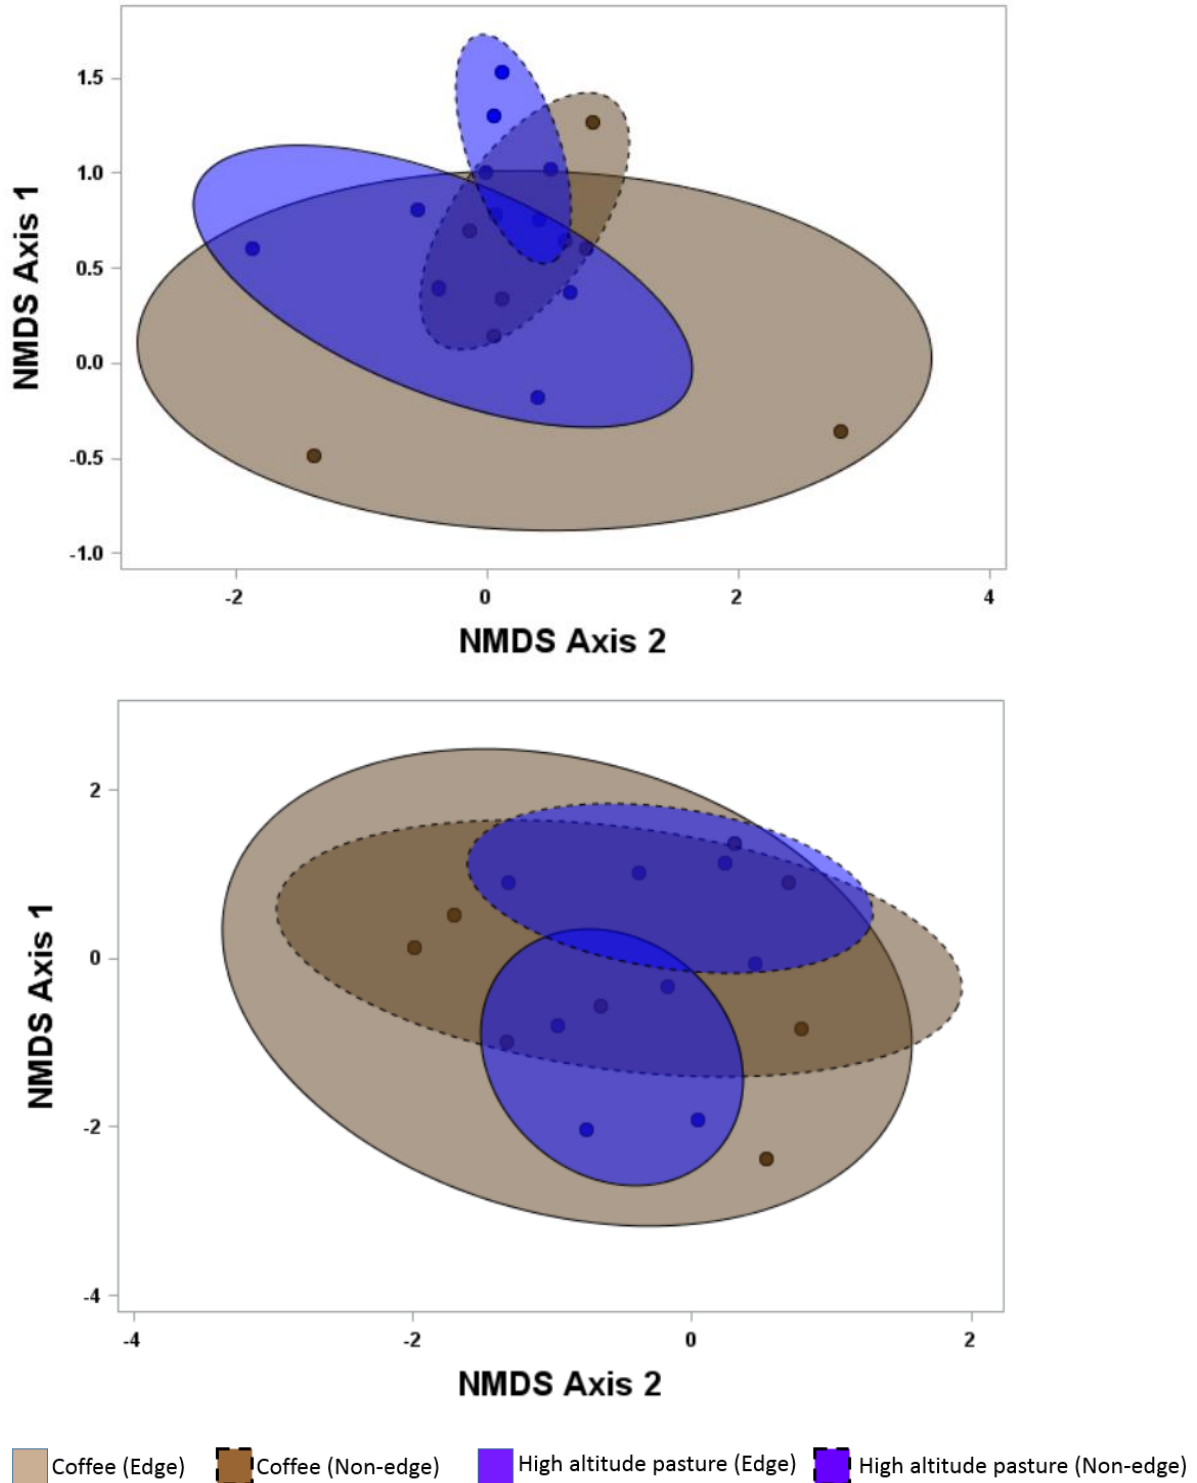 1.5
1.0
0.5
0.0
-0.5
-1.0
NMDS Axis 1
-2 0 2 4
NMDS Axis 2
2
0
-2
-4
NMDS Axis 1
-4 -2 0 2
NMDS Axis 2
Coffee (Edge) Coffee (Non-edge) High altitude pasture (Edge) High altitude pasture (Non-edge)